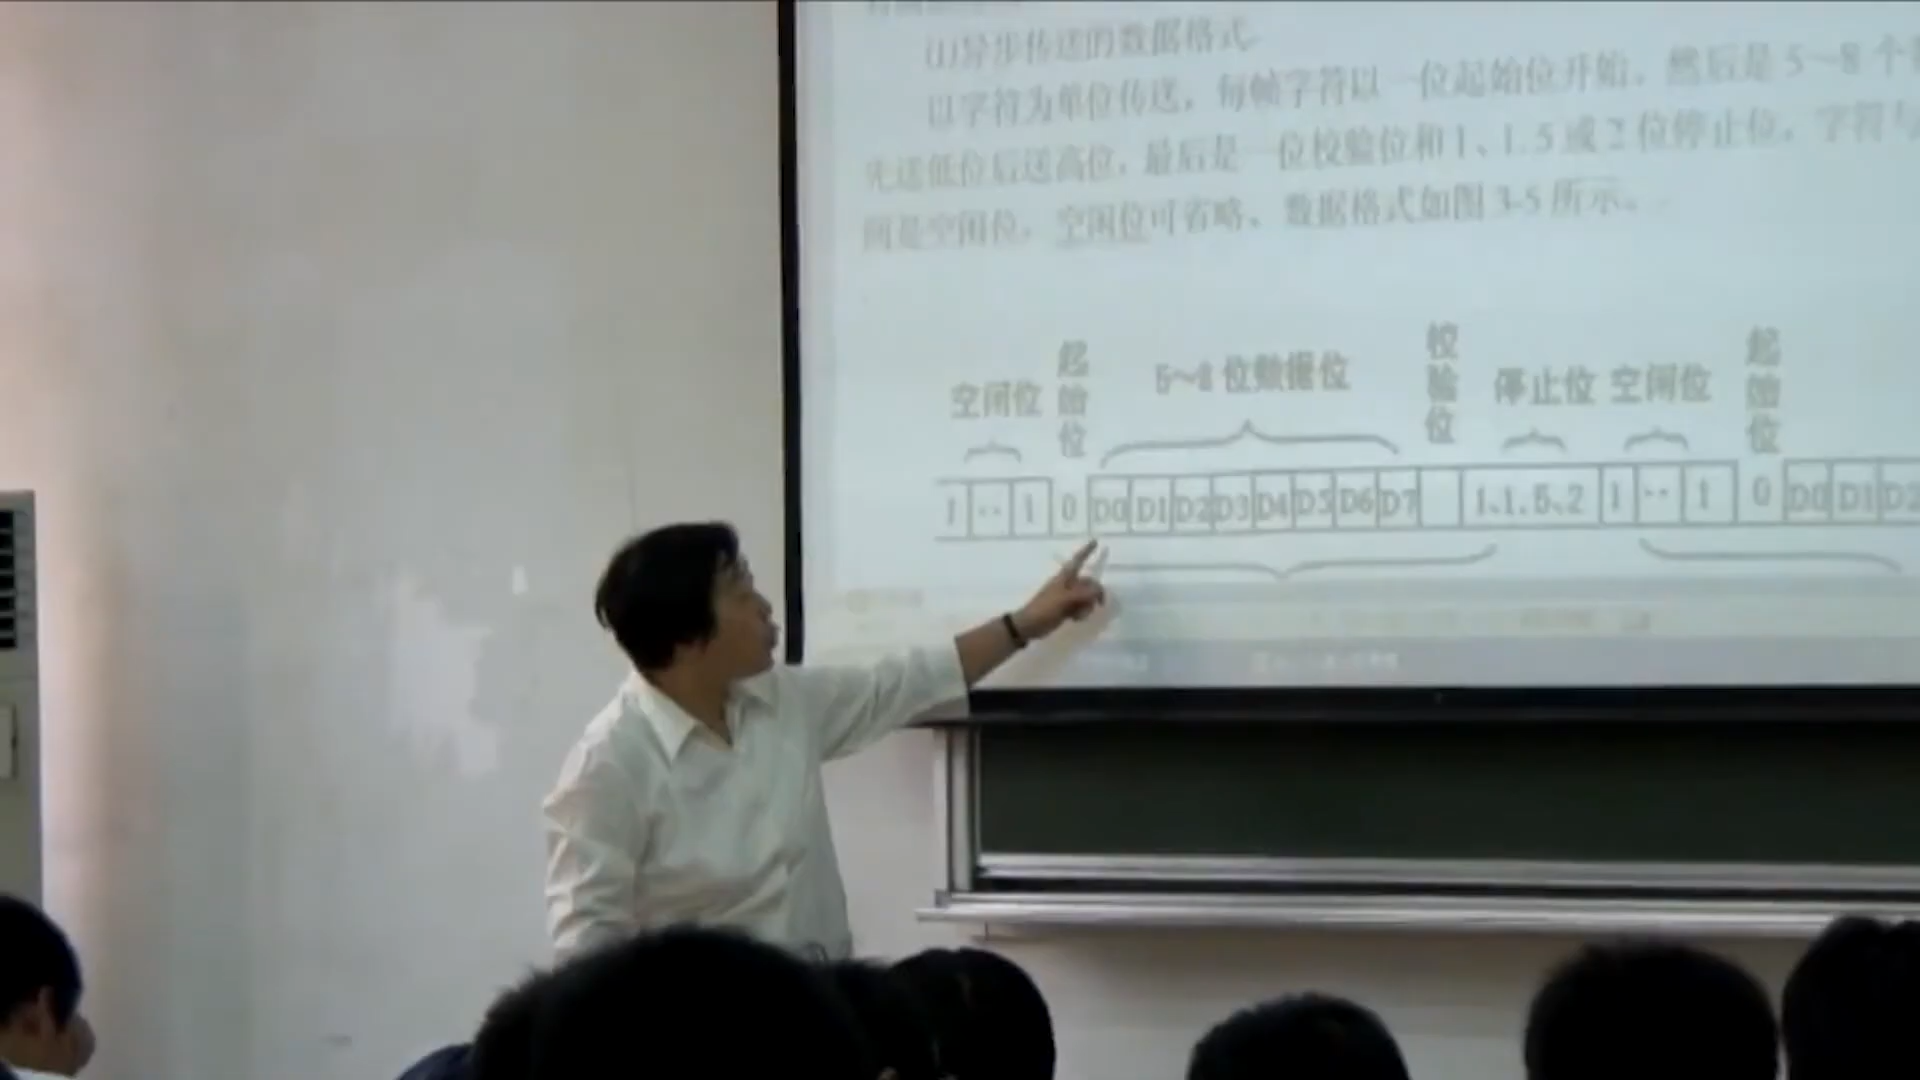 (1)异步传送的数据格式
以字符为单位传送，每帧字符以一位起始位开始，然后是5～8个
先送低位后送高位，最后是一位校验位和1、1.5或2位停止位，字符与
间是空闲位，空闲位可省略、数据格式如图3-5所示。
空闲位 起始位 5～8位数据位 校验位 停止位 空闲位 起始位
1 ·· 1 0 D0 D1 D2 D3 D4 D5 D6 D7 1、1.5、2 1 ·· 1 0 D0 D1 D2